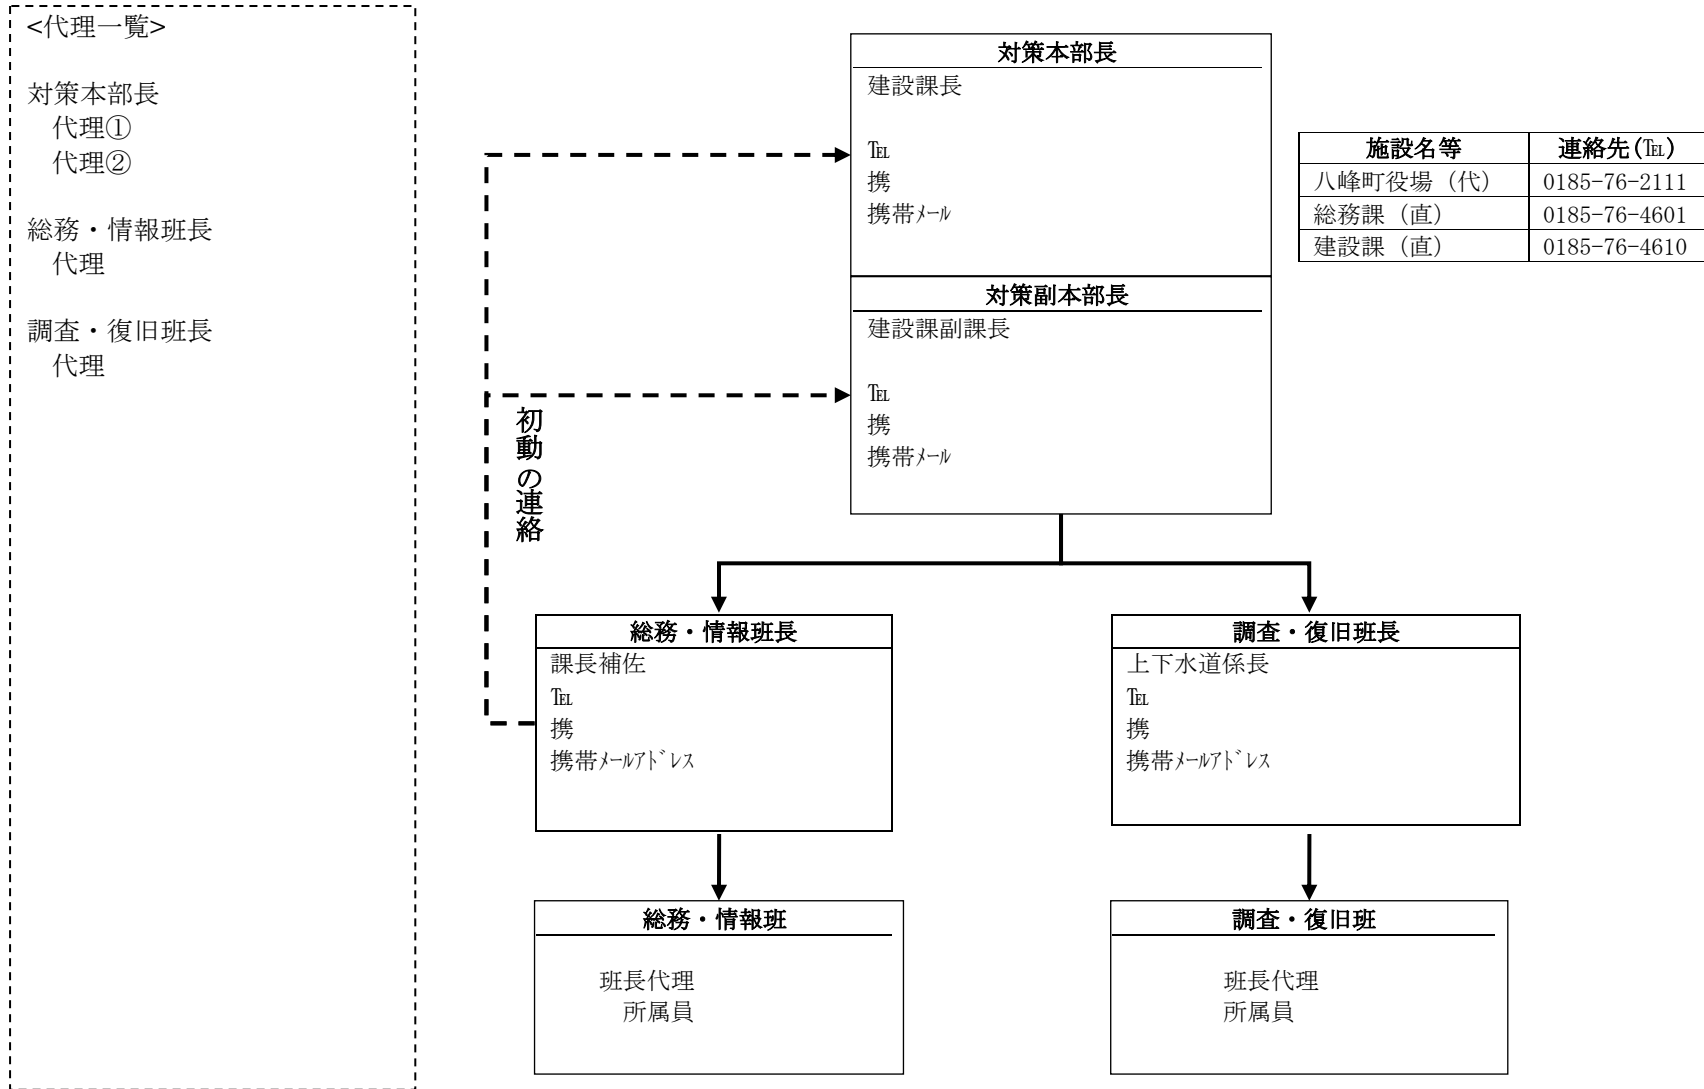 <代理一覧>
対策本部長
代理①
代理②
総務・情報班長
代理
調査・復旧班長
代理
対策本部長
建設課長
℡
携
携帯ﾒｰﾙ
対策副本部長
建設課副課長
℡
携
携帯ﾒｰﾙ
施設名等 連絡先(℡)
八峰町役場（代） 0185-76-2111
総務課（直） 0185-76-4601
建設課（直） 0185-76-4610
初動の連絡
総務・情報班長
課長補佐
℡
携
携帯ﾒｰﾙｱﾄﾞﾚｽ
調査・復旧班長
上下水道係長
℡
携
携帯ﾒｰﾙｱﾄﾞﾚｽ
総務・情報班
班長代理
所属員
調査・復旧班
班長代理
所属員